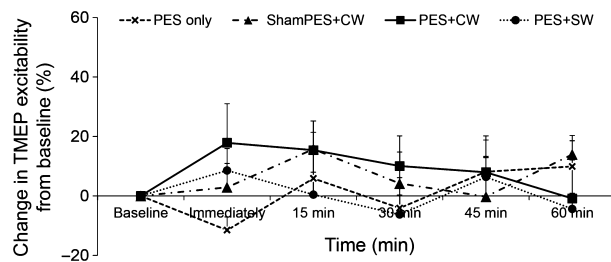 60
PES only
ShamPES+CW
PES+CW
PES+SW
40
20
0
−20
Change in TMEP excitability
from baseline (%)
Baseline
Immediately
15 min
30 min
45 min
60 min
Time (min)